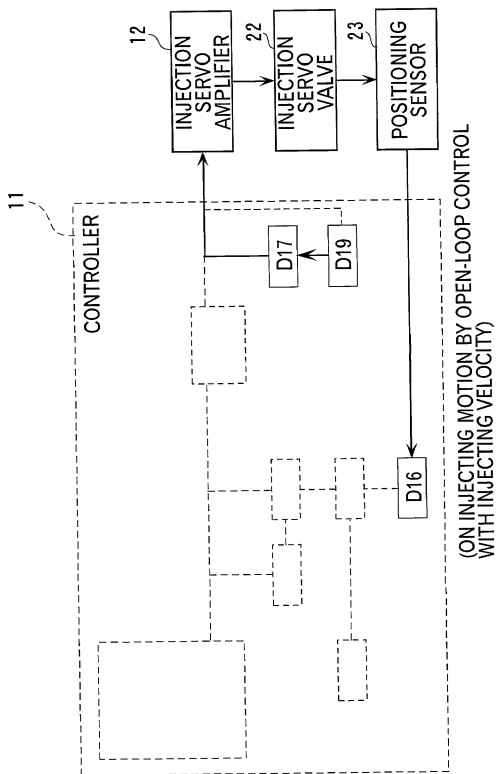 11
CONTROLLER
12
INJECTION
SERVO
AMPLIFIER
22
INJECTION
SERVO
VALVE
23
POSITIONING
SENSOR
D17
D19
D16
(ON INJECTING MOTION BY OPEN-LOOP CONTROL
WITH INJECTING VELOCITY)